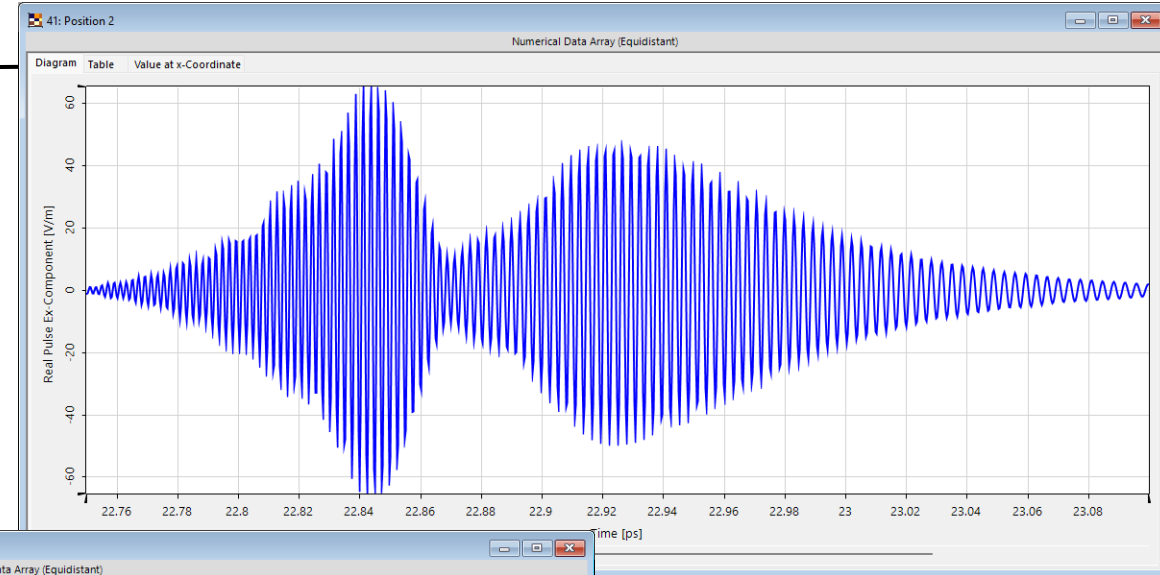 41: Position 2
Numerical Data Array (Equidistant)
Diagram Table Value at x-Coordinate
Real Pulse Ex-Component [V/m]
60
40
20
0
-20
-40
-60
22.76 22.78 22.8 22.82 22.84 22.86 22.88 22.9 22.92 22.94 22.96 22.98 23 23.02 23.04 23.06 23.08
Time [ps]
Array (Equidistant)